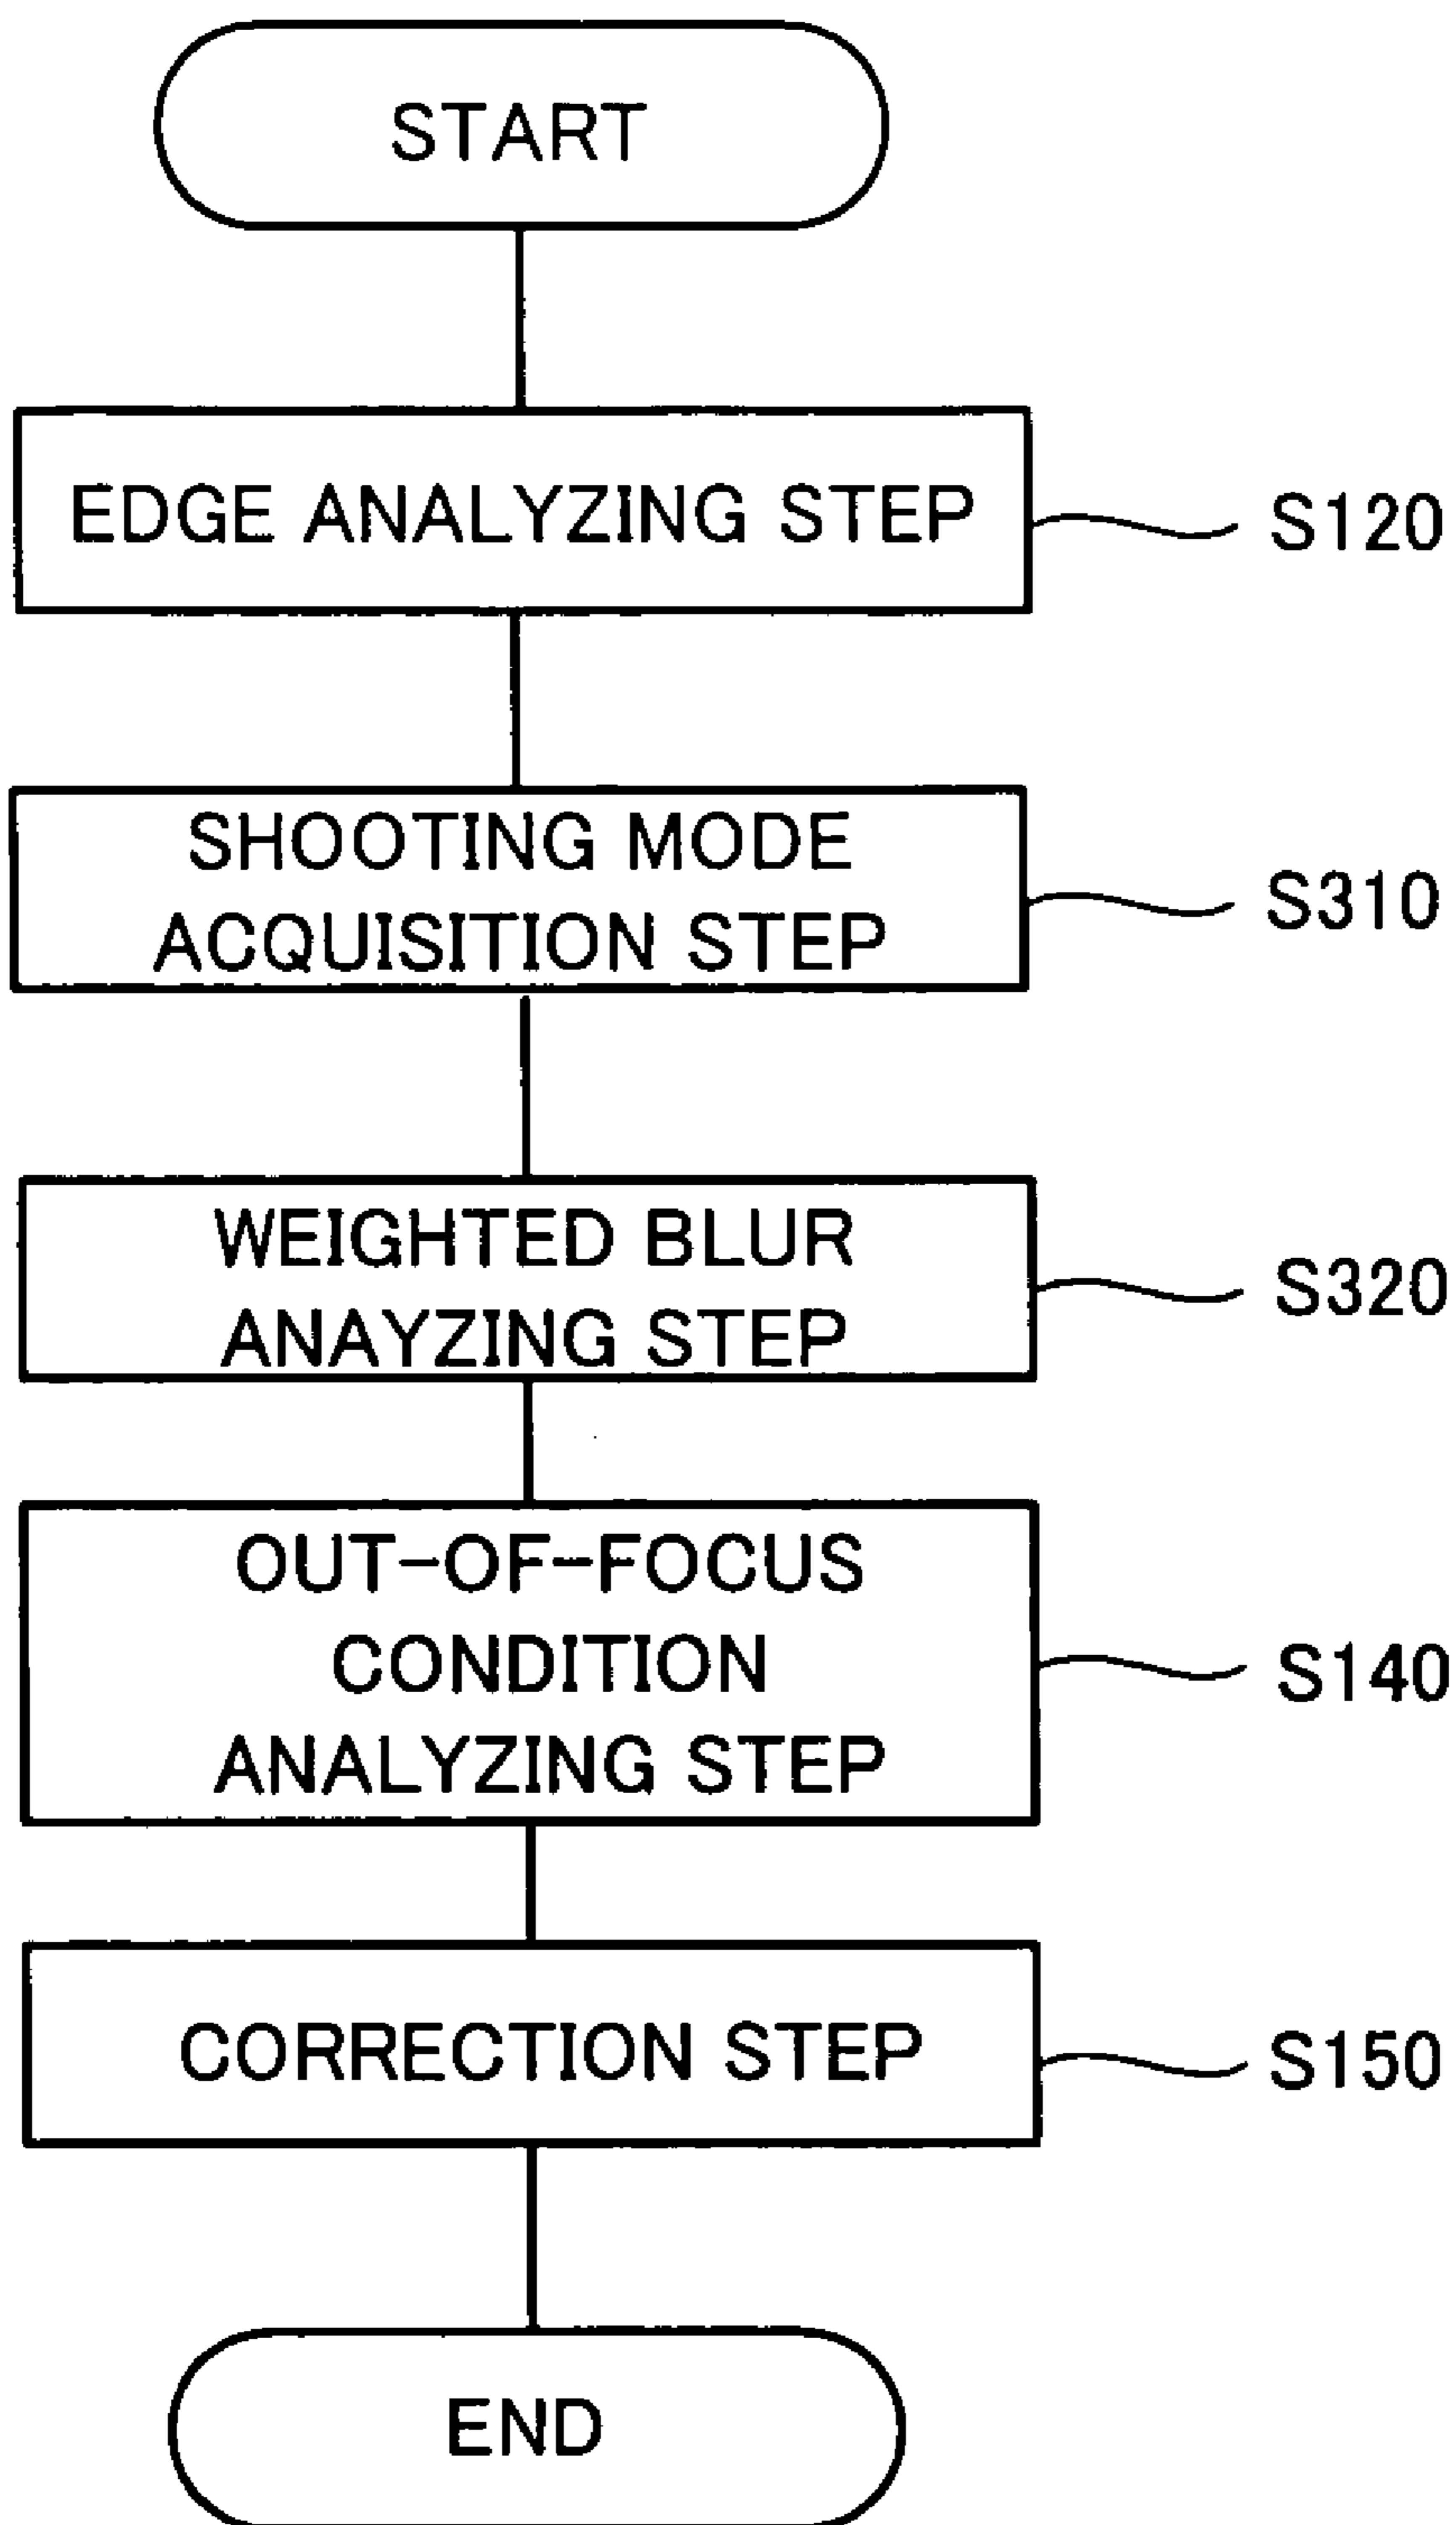 START
EDGE ANALYZING STEP
S120
SHOOTING MODE
ACQUISITION STEP
S310
WEIGHTED BLUR
ANAYZING STEP
S320
OUT-OF-FOCUS
CONDITION
ANALYZING STEP
S140
CORRECTION STEP
S150
END